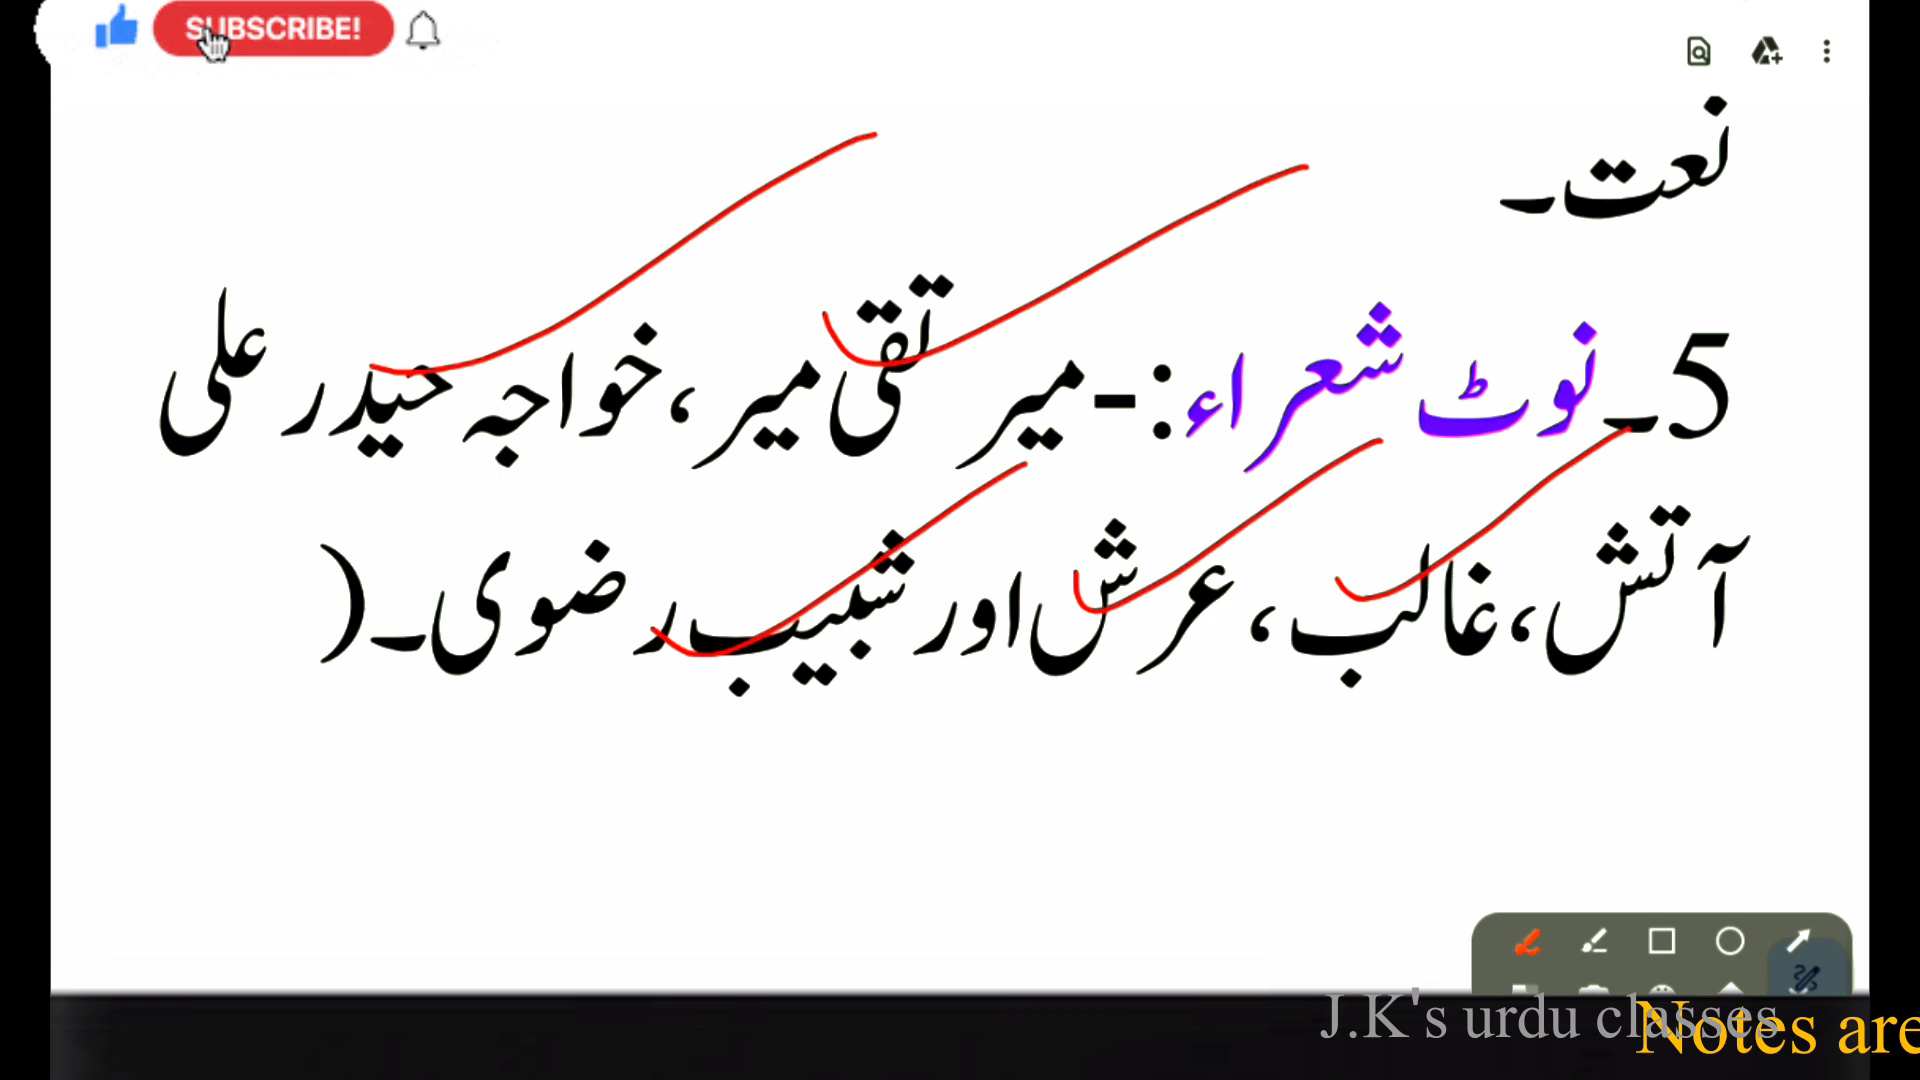 SUBSCRIBE!
نعت۔
5۔نوٹ شعراء:-میر تقی میر،خواجہ حیدر علی
آتش،غالب، عرش اور شبیب رضوی۔(
J.K's urdu classes
Notes are